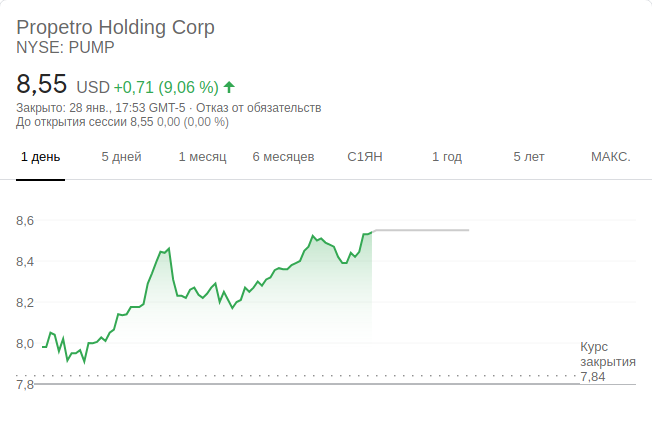 Propetro Holding Corp
NYSE: PUMP
8,55 USD +0,71 (9,06 %)
Закрыто: 28 янв., 17:53 GMT-5 · Отказ от обязательств
До открытия сессии 8,55 0,00 (0,00 %)
1 день 5 дней 1 месяц 6 месяцев С1ЯН 1 год 5 лет МАКС.
8,6
8,4
8,2
8,0
Курс
закрытия
7,84
7,8